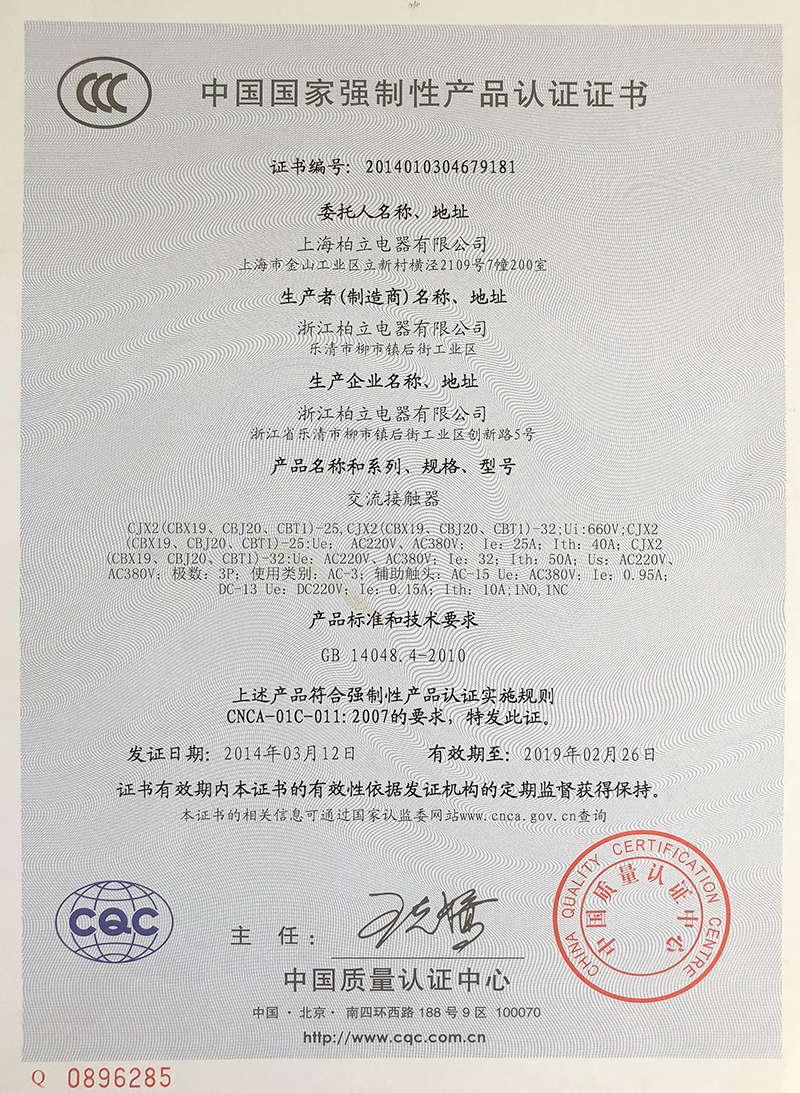 CCC
中国国家强制性产品认证证书
证书编号：2014010304679181
委托人名称、地址
上海柏立电器有限公司
上海市金山工业区立新村横泾2109号7幢200室
生产者(制造商)名称、地址
浙江柏立电器有限公司
乐清市柳市镇后街工业区
生产企业名称、地址
浙江柏立电器有限公司
浙江省乐清市柳市镇后街工业区创新路5号
产品名称和系列、规格、型号
交流接触器
CJX2(CBX19、CBJ20、CBT1)-25,CJX2(CBX19、CBJ20、CBT1)-32;Ui:660V;CJX2
(CBX19、CBJ20、CBT1)-25:Ue： AC220V、AC380V； Ie：25A；Ith：40A；CJX2
(CBX19、CBJ20、CBT1)-32:Ue：AC220V、AC380V；Ie：32；Ith：50A；Us：AC220V、
AC380V；极数：3P；使用类别：AC-3；辅助触头：AC-15 Ue：AC380V；Ie：0.95A；
DC-13 Ue：DC220V；Ie：0.15A；Ith：10A;1NO,1NC
产品标准和技术要求
GB 14048.4-2010
上述产品符合强制性产品认证实施规则
CNCA-01C-011:2007的要求，特发此证。
发证日期：2014年03月12日 有效期至：2019年02月26日
证书有效期内本证书的有效性依据发证机构的定期监督获得保持。
本证书的相关信息可通过国家认监委网站www.cnca.gov.cn查询
CQC
主 任：
中国质量认证中心
CHINA QUALITY CERTIFICATION CENTRE
中国质量认证中心
中国·北京·南四环西路188号9区 100070
http://www.cqc.com.cn
Q 0896285